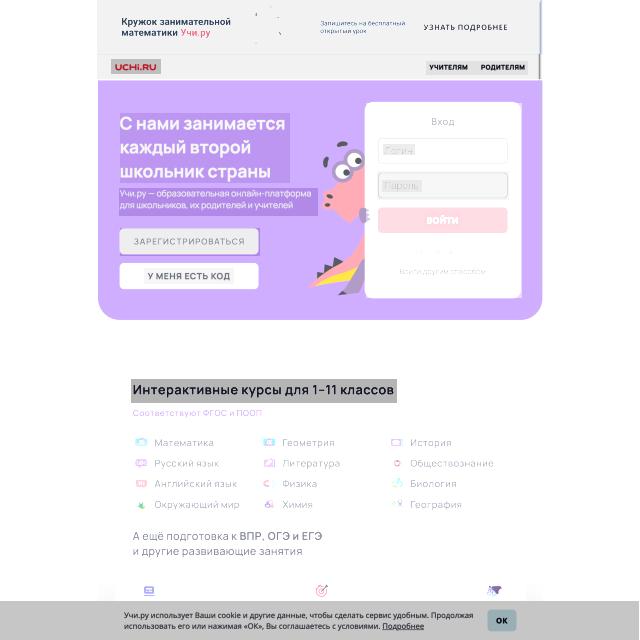 Кружок занимательной
математики Учи.ру
Запишитесь на бесплатный
открытый урок
УЗНАТЬ ПОДРОБНЕЕ
UCHi.RU
УЧИТЕЛЯМ РОДИТЕЛЯМ
С нами занимается
каждый второй
школьник страны
Учи.ру — образовательная онлайн-платформа
для школьников, их родителей и учителей
ЗАРЕГИСТРИРОВАТЬСЯ
У МЕНЯ ЕСТЬ КОД
Вход
Логин
Пароль
ВОЙТИ
Войти другим способом
Интерактивные курсы для 1–11 классов
Соответствуют ФГОС и ПООП
Математика Геометрия История
Русский язык Литература Обществознание
Английский язык Физика Биология
Окружающий мир Химия География
А ещё подготовка к ВПР, ОГЭ и ЕГЭ
и другие развивающие занятия
Учи.ру использует Ваши cookie и другие данные, чтобы сделать сервис удобным. Продолжая
использовать его или нажимая «ОК», Вы соглашаетесь с условиями. Подробнее
ОК